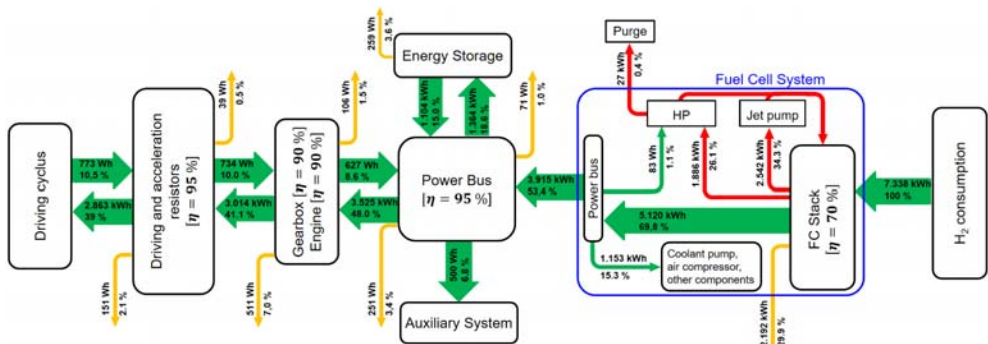 Driving cyclus
773 Wh
10,5 %
2.863 kWh
39 %
Driving and acceleration
resistors
[η = 95 %]
39 Wh
0.5 %
151 Wh
2.1 %
734 Wh
10.0 %
3.014 kWh
41,1 %
Gearbox [η = 90 %]
Engine [η = 90 %]
106 Wh
1.5 %
511 Wh
7,0 %
627 Wh
8.6 %
3.525 kWh
48.0 %
259 Wh
3.6 %
Energy Storage
1.104 kWh
15.0 %
1.364 kWh
18.6 %
71 Wh
1.0 %
Power Bus
[η = 95 %]
251 Wh
3,4 %
500 Wh
6.8 %
Auxiliary System
3.915 kWh
53,4 %
Purge
27 kWh
0,4 %
Fuel Cell System
HP
Jet pump
Power bus
83 Wh
1.1 %
1.886 kWh
26.1 %
2.542 kWh
34.3 %
5.120 kWh
69,8 %
1.153 kWh
15.3 %
Coolant pump,
air compressor,
other components
FC Stack
[η = 70 %]
2.192 kWh
29.9 %
7.338 kWh
100 %
H₂ consumption